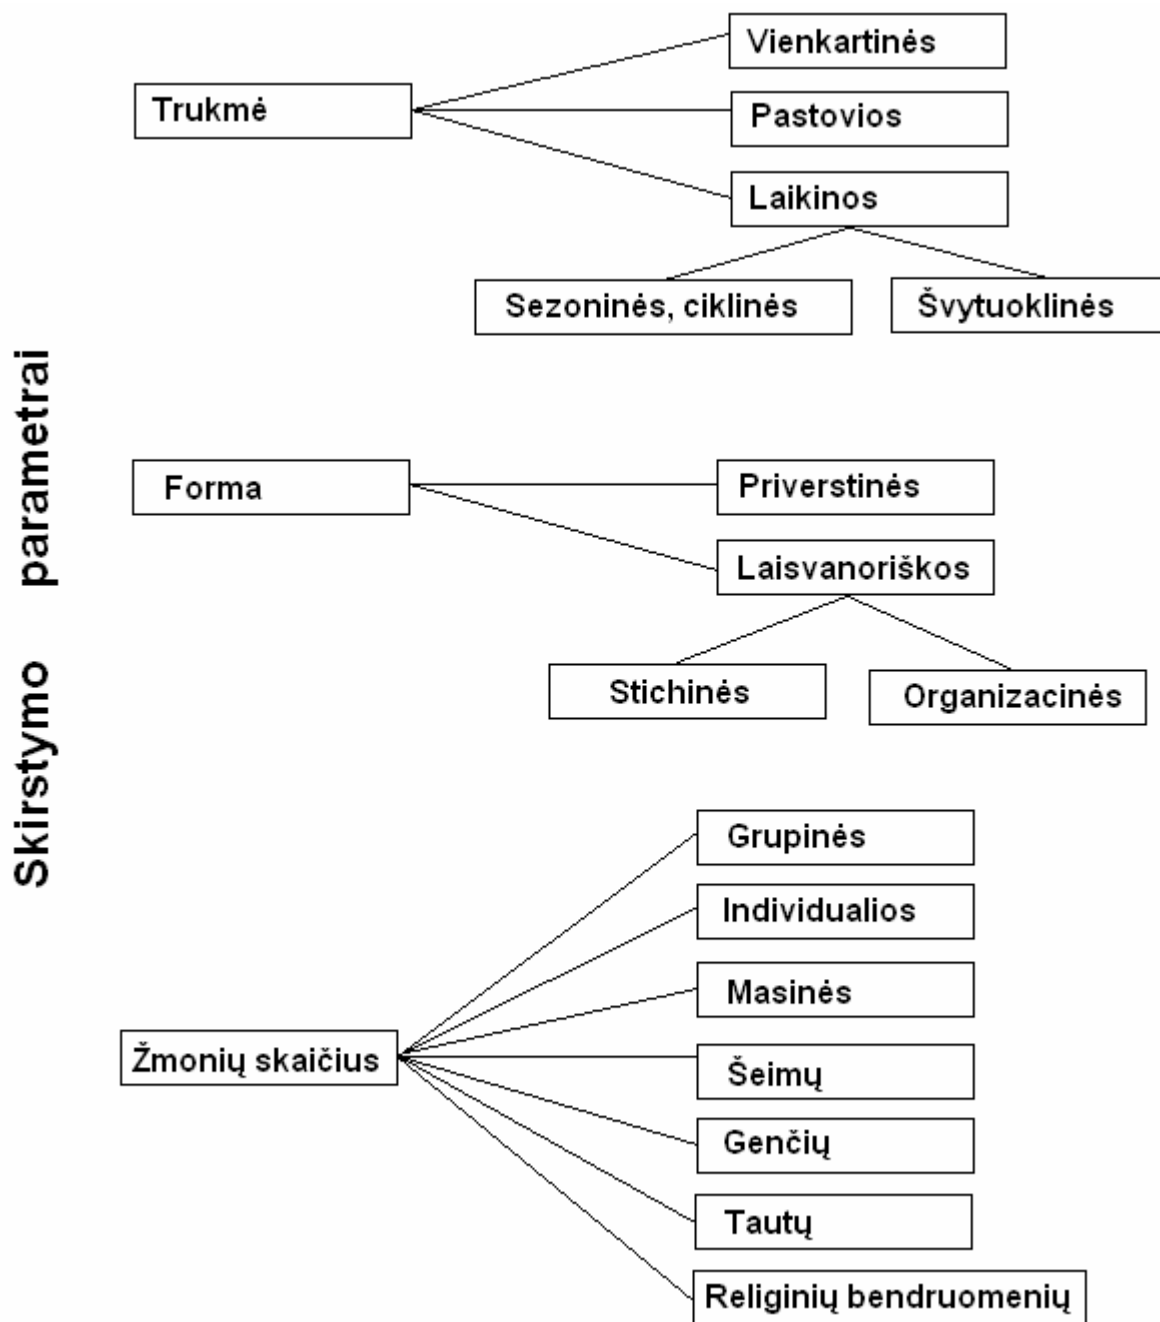 Skirstymo parametrai
Trukmė
Vienkartinės
Pastovios
Laikinos
Sezoninės, ciklinės
Švytuoklinės
Forma
Priverstinės
Laisvanoriškos
Stichinės
Organizacinės
Žmonių skaičius
Grupinės
Individualios
Masinės
Šeimų
Genčių
Tautų
Religinių bendruomenių